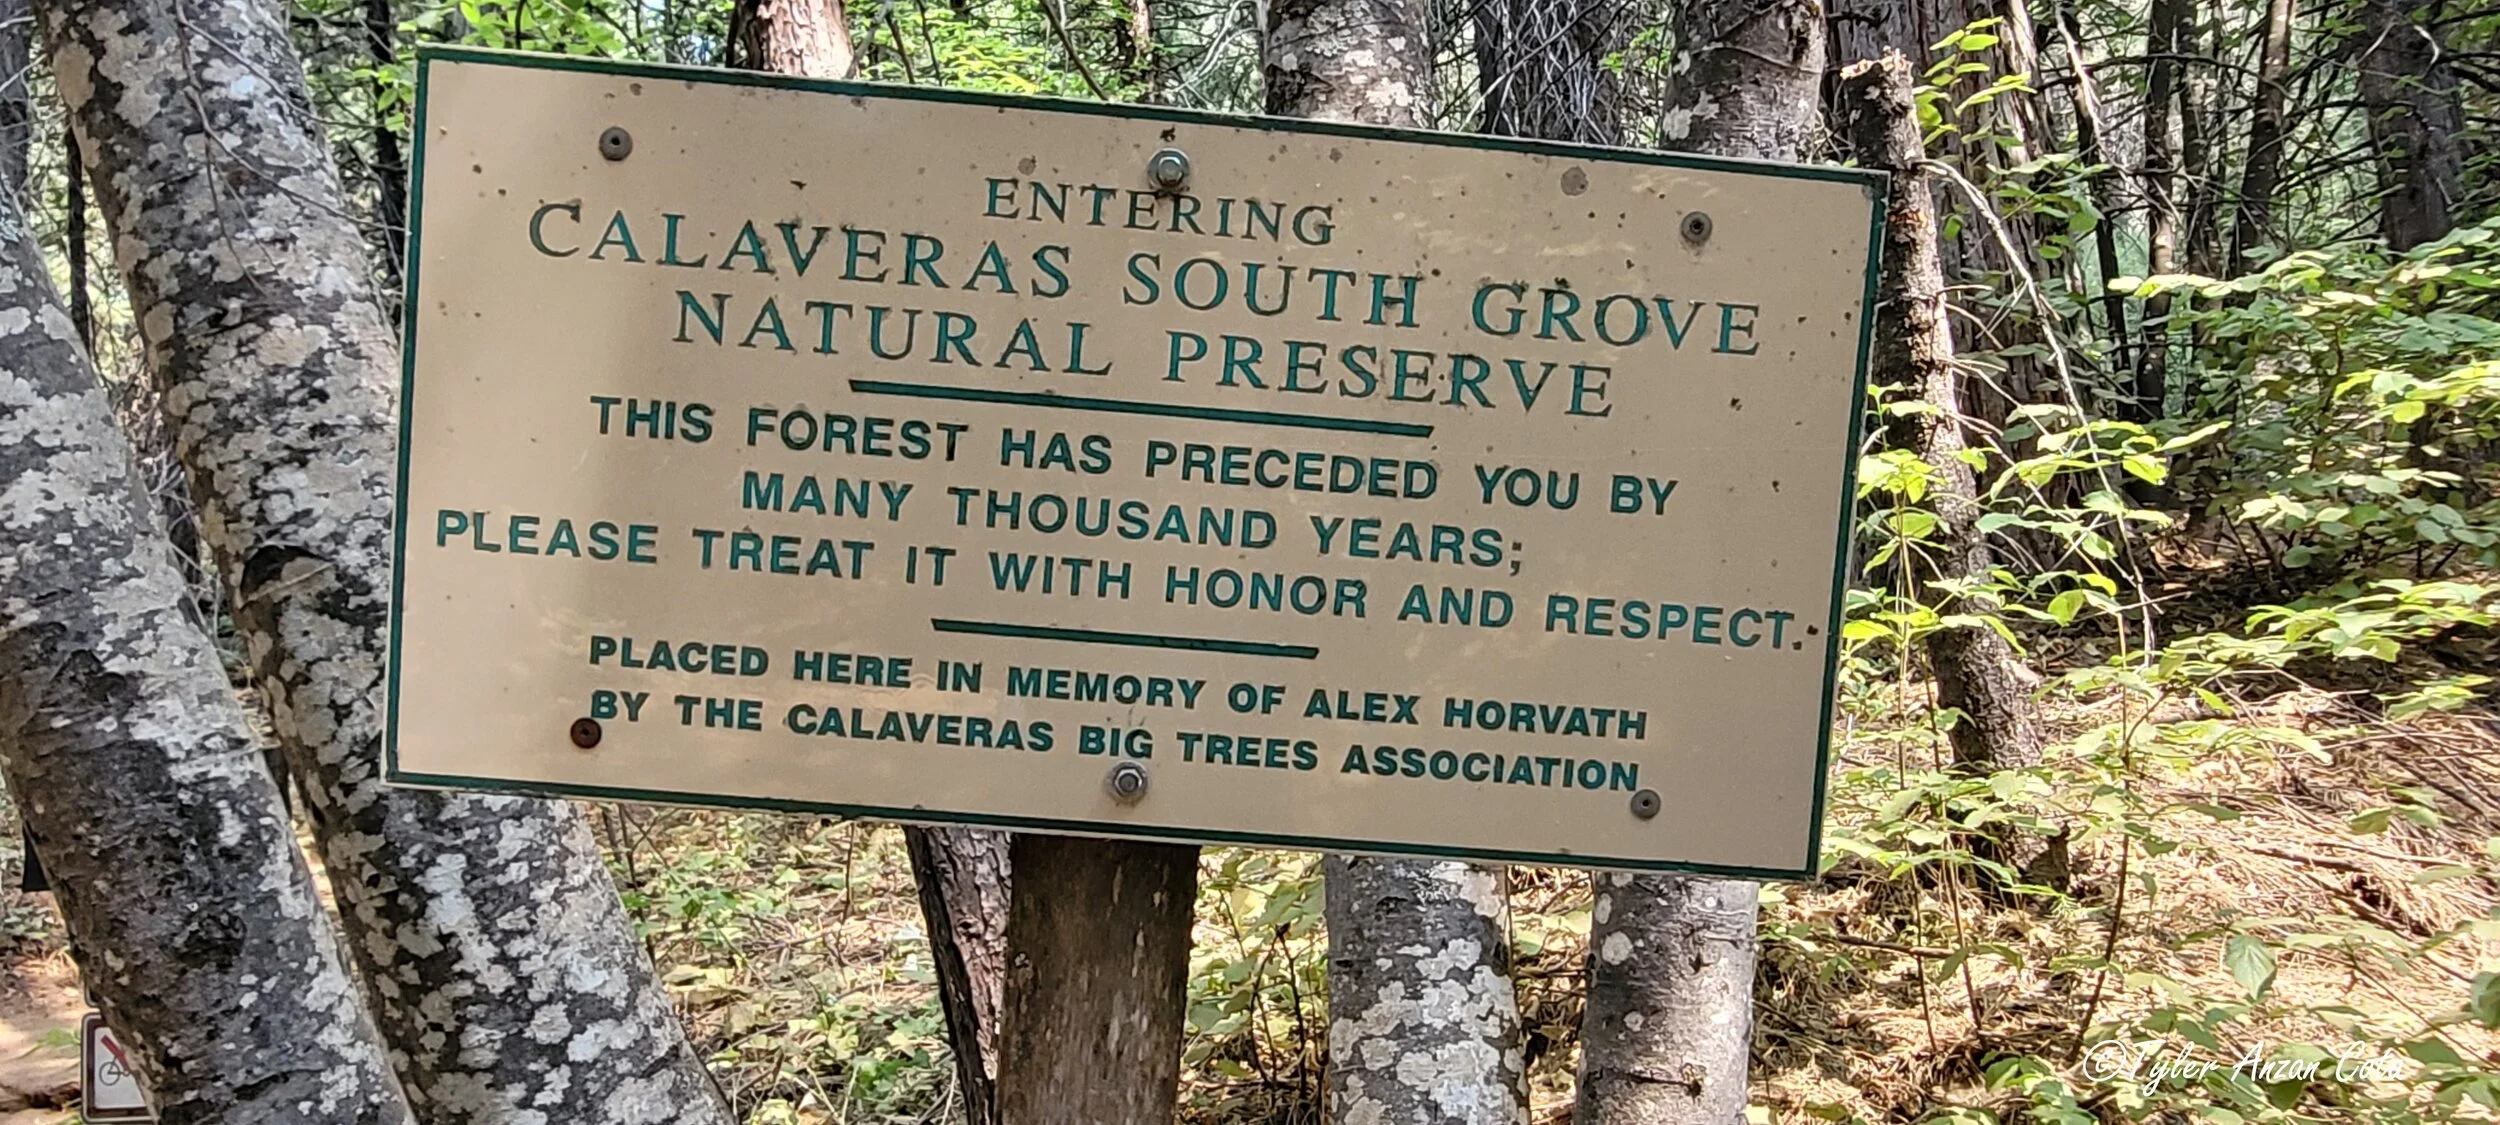 ENTERING
CALAVERAS SOUTH GROVE
NATURAL PRESERVE
THIS FOREST HAS PRECEDED YOU BY
MANY THOUSAND YEARS;
PLEASE TREAT IT WITH HONOR AND RESPECT.
PLACED HERE IN MEMORY OF ALEX HORVATH
BY THE CALAVERAS BIG TREES ASSOCIATION
©Tyler Anzan Cota